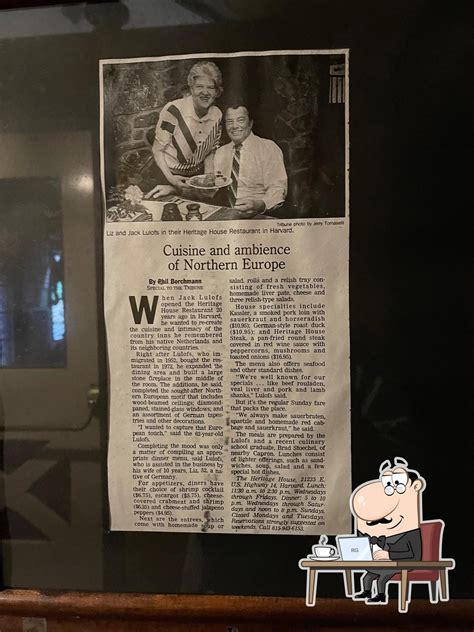 Tribune photo by Jerry Tomaselli
Liz and Jack Lulofs in their Heritage House Restaurant in Harvard.
Cuisine and ambience
of Northern Europe
By Phil Borchmann
SPECIAL TO THE TRIBUNE
When Jack Lulofs
opened the Heritage
House Restaurant 20
years ago in Harvard,
he wanted to recreate
the cuisine and intimacy of the
country inns he remembered
from his native Netherlands and
its neighboring countries.
Right after Lulofs, who im-
migrated in 1952, bought the res-
taurant in 1972, he expanded the
dining area and built a large
stone fireplace in the middle of
the room. The additions, he said,
completed the sought-after North-
ern European motif that includes
wood-beamed ceilings; diamond-
paned, stained-glass windows; and
an assortment of German tapes-
tries and other decorations.
"I wanted to capture that Euro-
pean touch," said the 62-year-old
Lulofs.
Completing the mood was only
a matter of compiling an appro-
priate dinner menu, said Lulofs,
who is assisted in the business by
his wife of 10 years, Liz, 52, a na-
tive of Germany.
For appetizers, diners have
their choice of shrimp cocktail
($6.75), escargot ($5.75), cheese-
covered crabmeat and shrimp
($6.35) and cheese-stuffed jalapeno
peppers ($4.95).
Next are the entrees, which
come with homemade soup or
salad, rolls and a relish tray con-
sisting of fresh vegetables,
homemade liver pate, cheese and
three relish-type salads.
House specialties include
Kassler, a smoked pork loin with
sauerkraut and horseradish
($10.95); German-style roast duck
($10.95); and Heritage House
Steak, a pan-fried round steak
covered in red wine sauce with
peppercorns, mushrooms and
toasted onions ($16.95).
The menu also offers seafood
and other standard dishes.
"We're well known for our
specials ... like beef rouladen,
veal liver and pork and lamb
shanks," Lulofs said.
But it's the regular Sunday fare
that packs the place.
"We always make sauerbraten,
spaetzle and homemade red cab-
bage and sauerkraut," he said.
The meals are prepared by the
Lulofs and a recent culinary
school graduate, Brad Shoechel, of
nearby Capron. Lunches consist
of lighter offerings, such as sand-
wiches, soup, salad and a few
special hot dishes.
The Heritage House, 21235 E.
U.S. Highway 14, Harvard. Lunch:
11:30 a.m. to 2:30 p.m., Wednesday
through Friday. Dinner: 5 to 10
p.m. Wednesday through Satur-
days and noon to 8 p.m. Sundays.
Closed Mondays and Tuesdays.
Reservations strongly suggested on
weekends. Call 815-943-6153.
RG